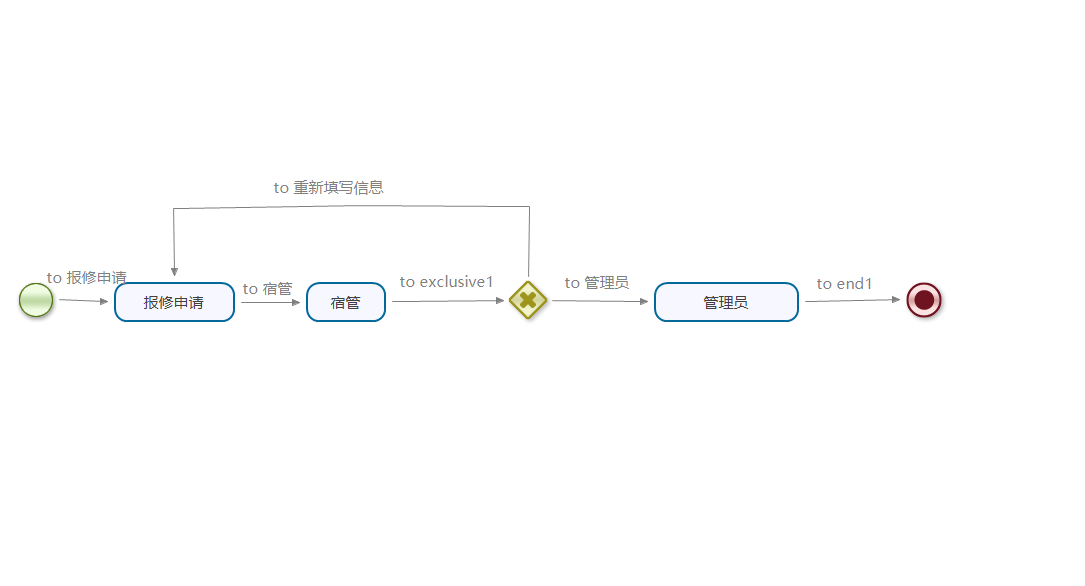 to 重新填写信息
to 报修申请
报修申请
to 宿管
宿管
to exclusive1
to 管理员
管理员
to end1